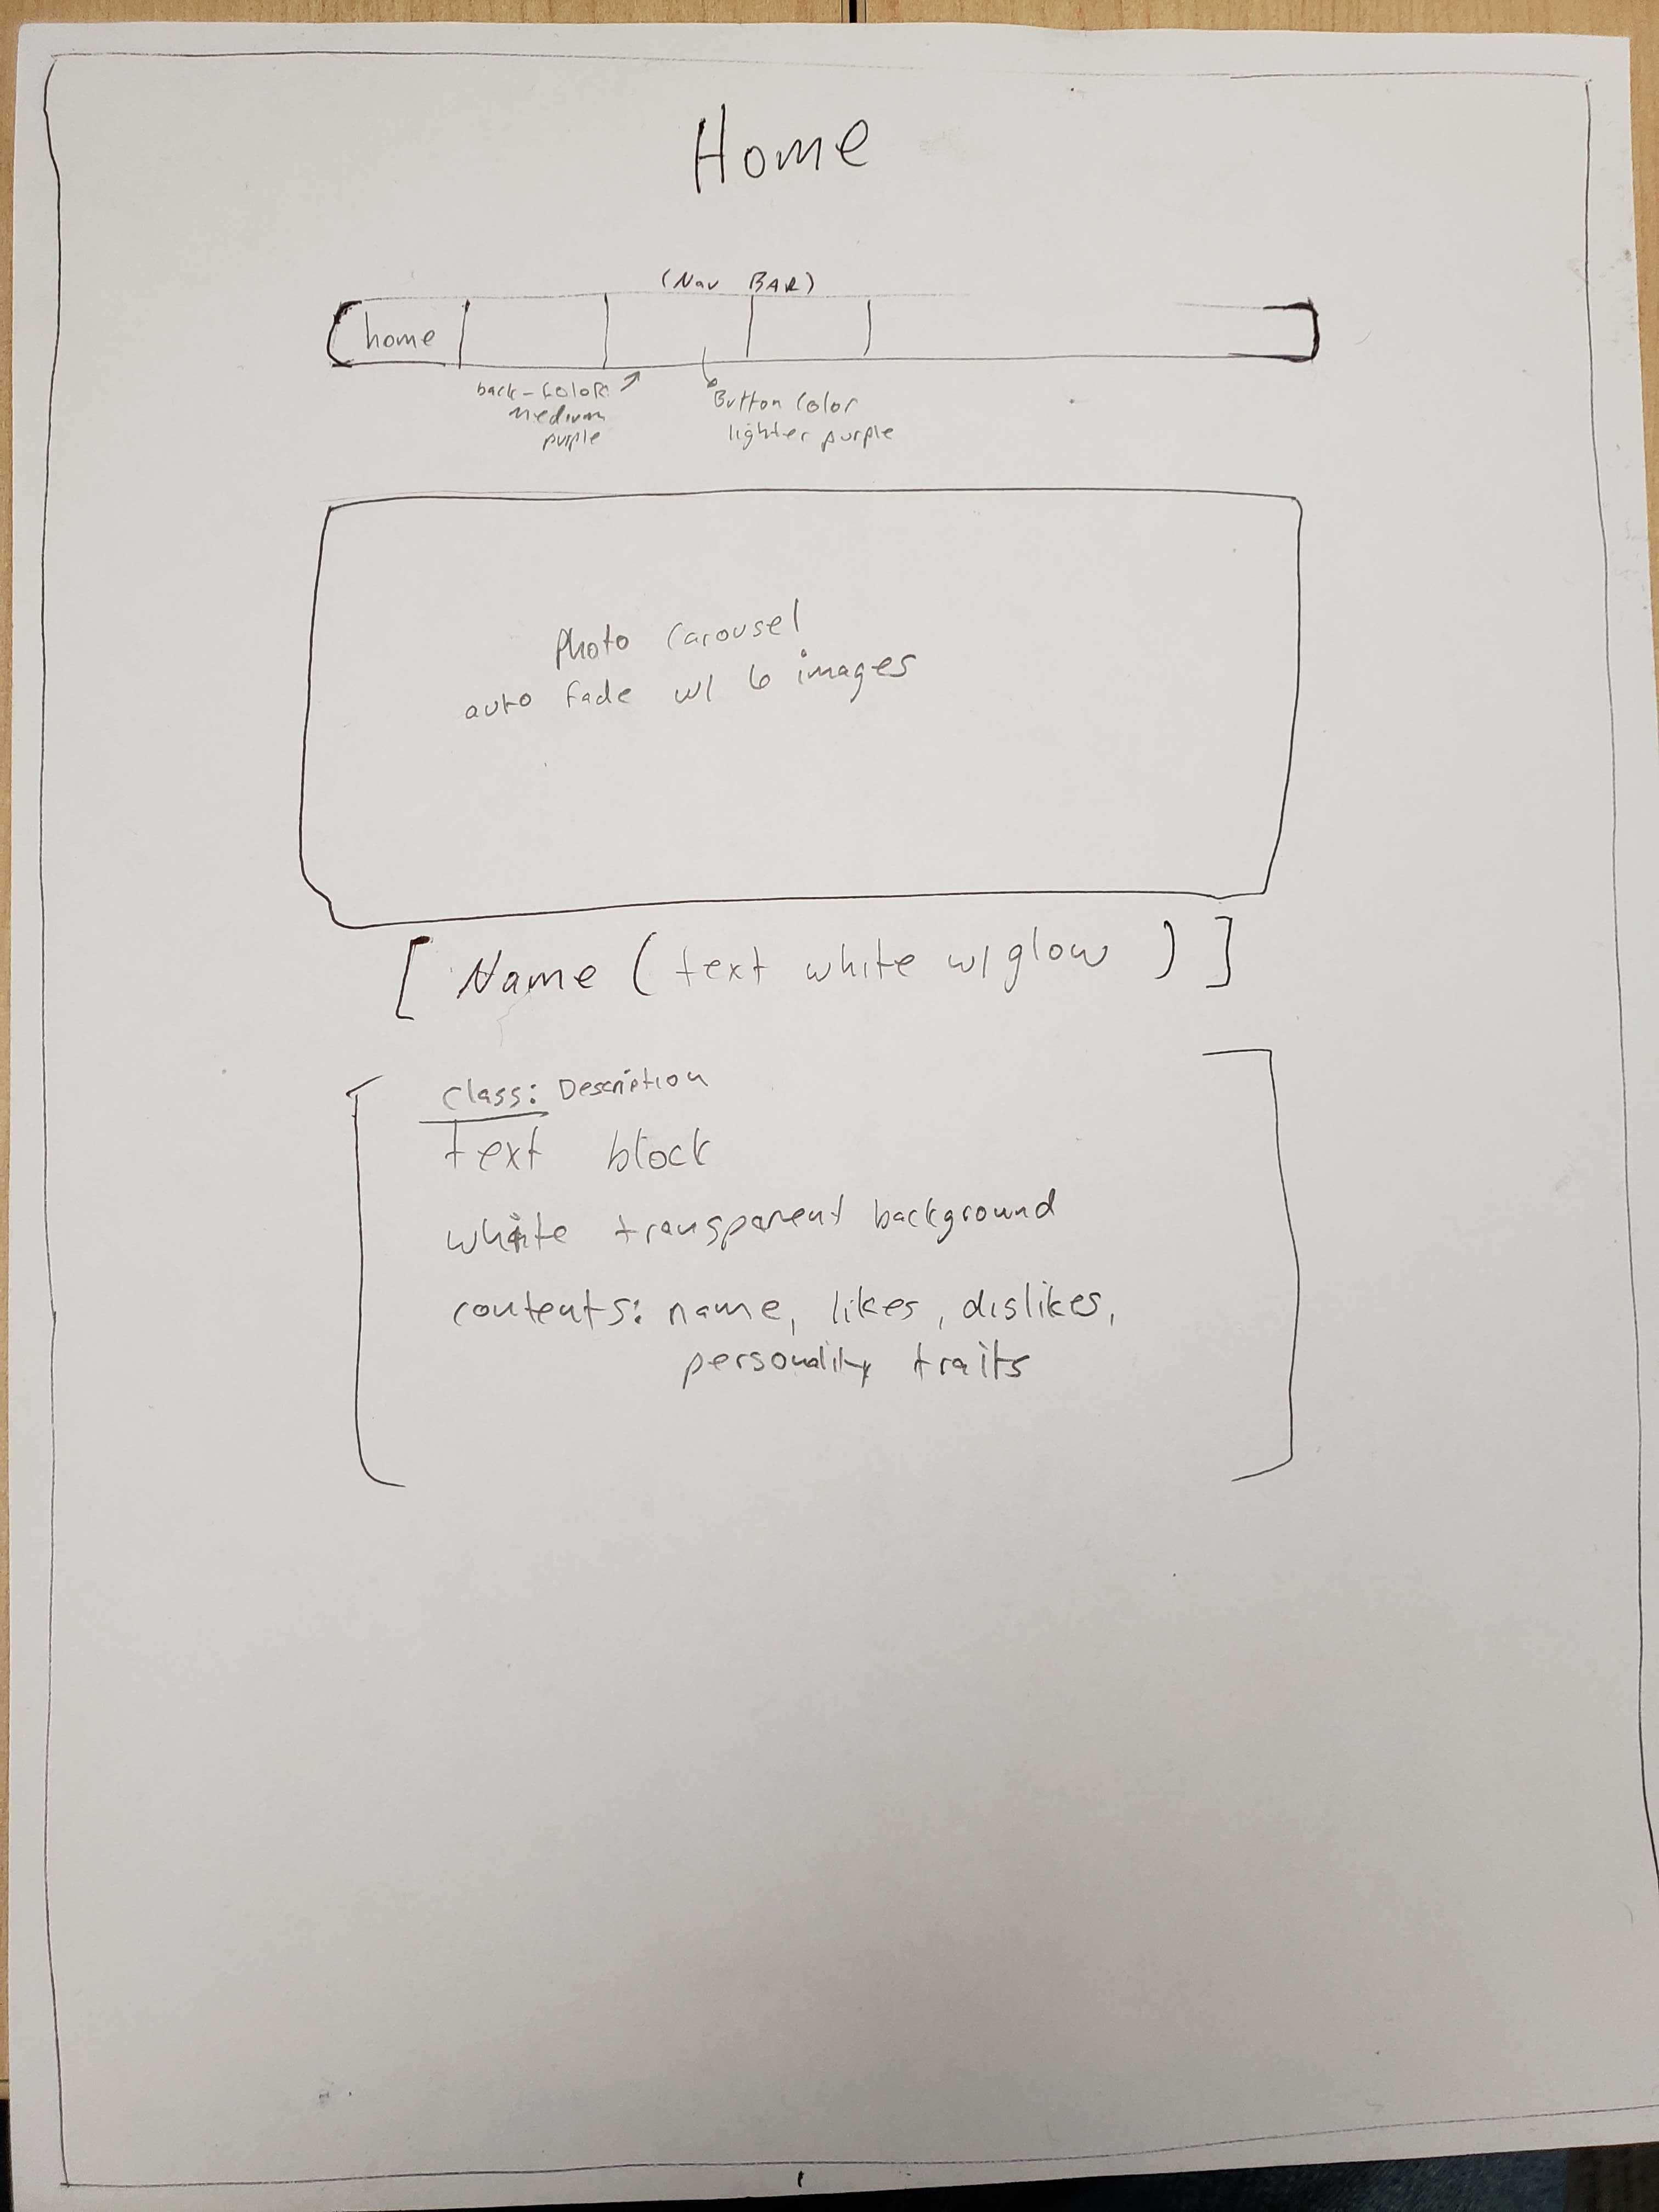 Home
(Nav BAR)
home
back-color:
medium
purple
Button Color
lighter purple
Photo Carousel
auto fade w/ 6 images
[ Name ( text white w/ glow ) ]
Class: Description
text block
white transparent background
contents: name, likes, dislikes,
personality traits